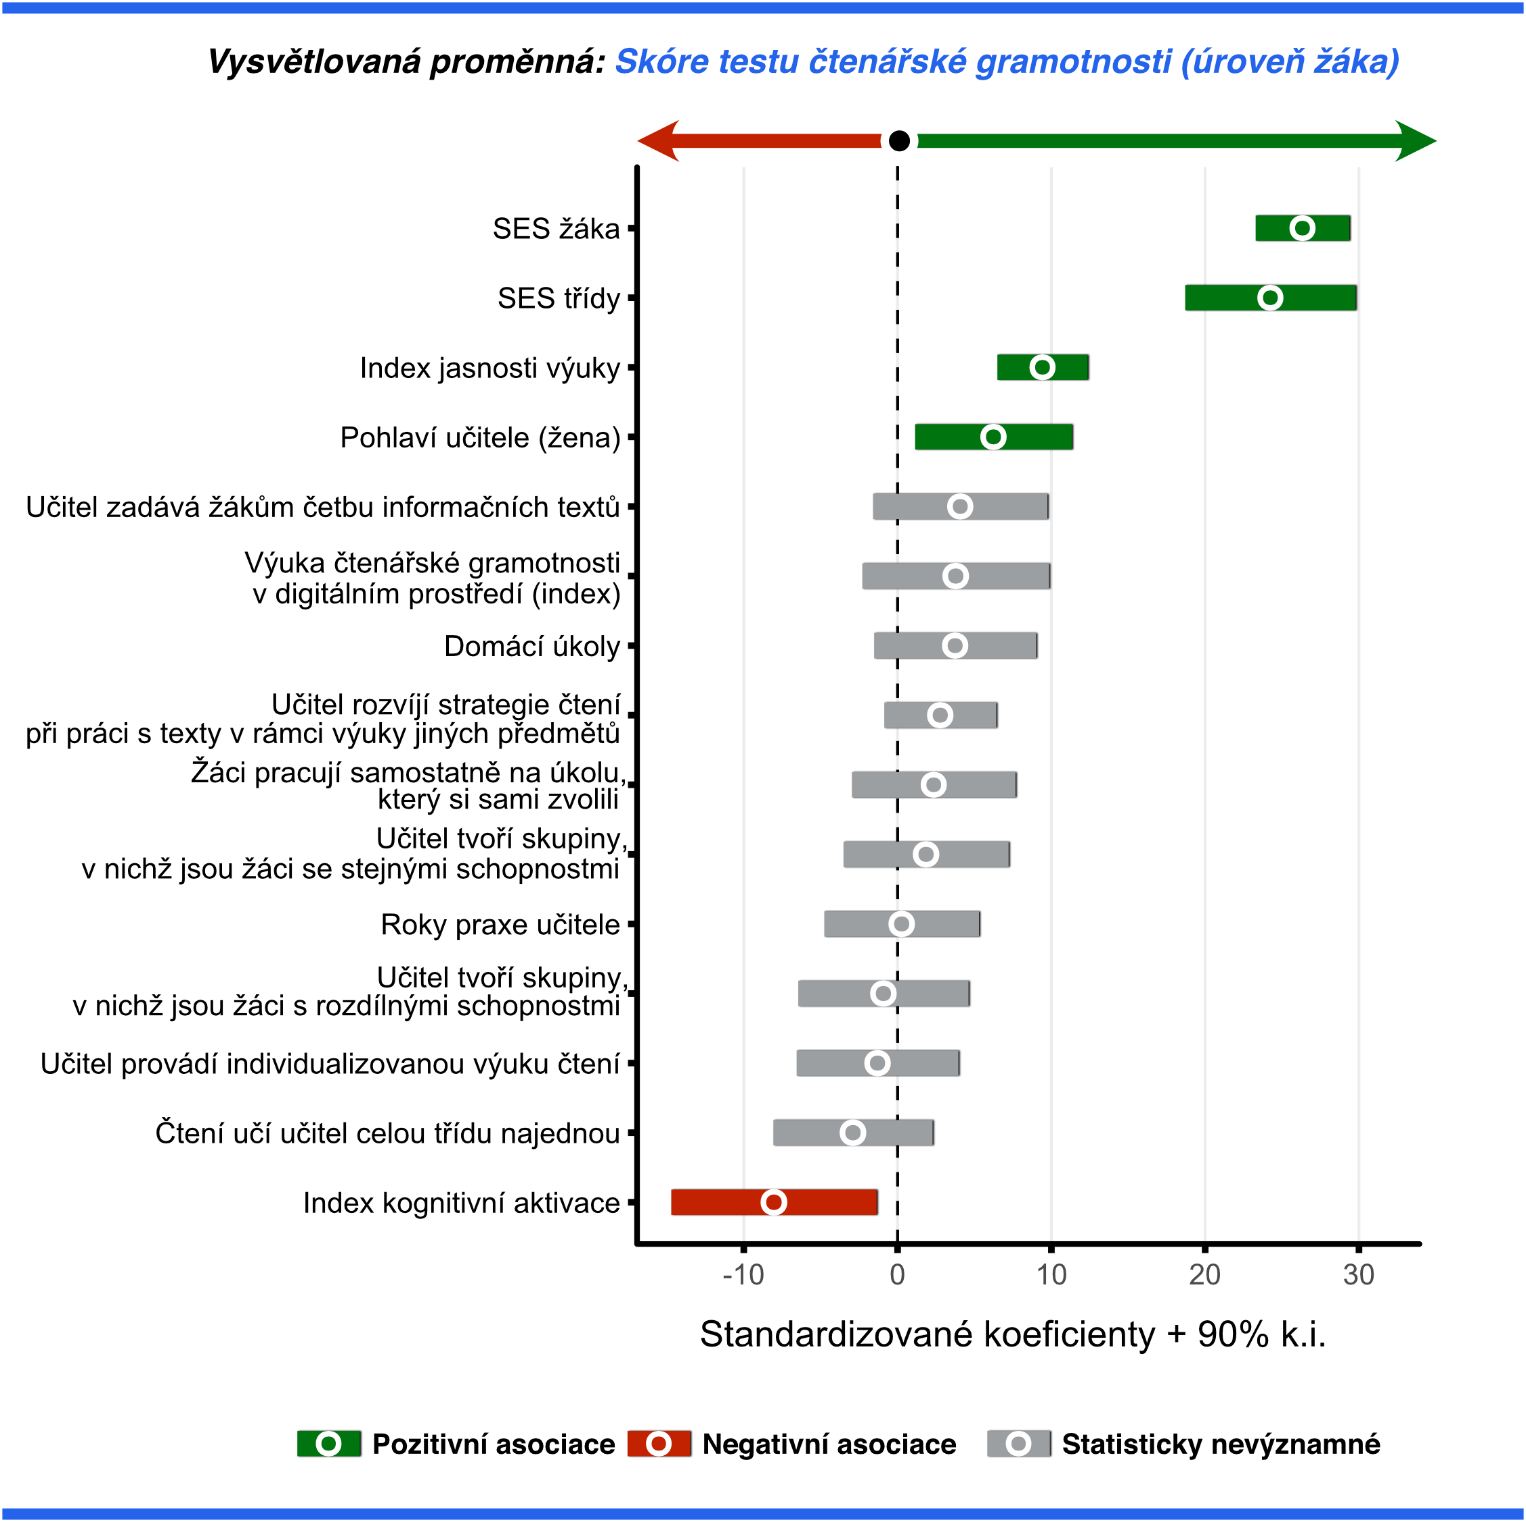 Vysvětlovaná proměnná: Skóre testu čtenářské gramotnosti (úroveň žáka)
SES žáka
SES třídy
Index jasnosti výuky
Pohlaví učitele (žena)
Učitel zadává žákům četbu informačních textů
Výuka čtenářské gramotnosti
v digitálním prostředí (index)
Domácí úkoly
Učitel rozvíjí strategie čtení
při práci s texty v rámci výuky jiných předmětů
Žáci pracují samostatně na úkolu,
který si sami zvolili
Učitel tvoří skupiny,
v nichž jsou žáci se stejnými schopnostmi
Roky praxe učitele
Učitel tvoří skupiny,
v nichž jsou žáci s rozdílnými schopnostmi
Učitel provádí individualizovanou výuku čtení
Čtení učí učitel celou třídu najednou
Index kognitivní aktivace
-10 0 10 20 30
Standardizované koeficienty + 90% k.i.
Pozitivní asociace Negativní asociace Statisticky nevýznamné